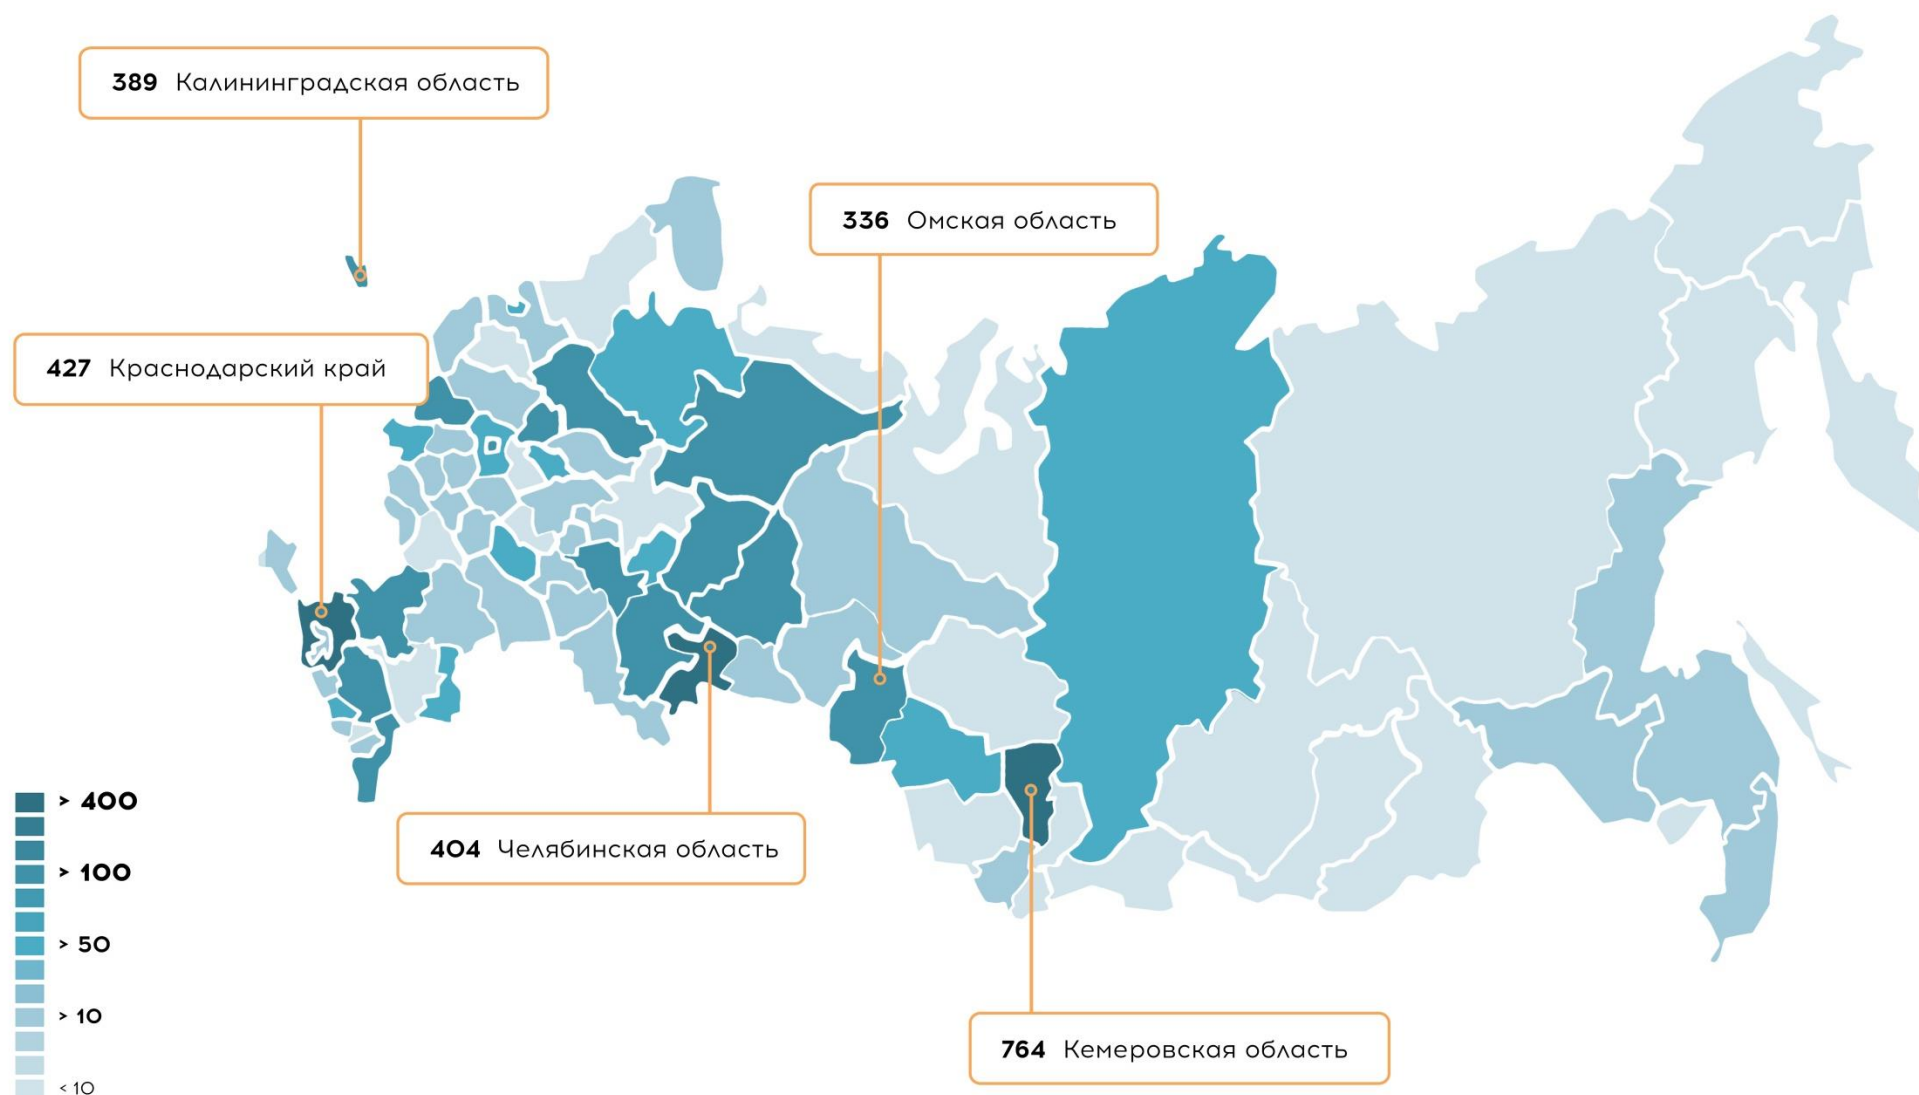 389 Калининградская область
336 Омская область
427 Краснодарский край
404 Челябинская область
764 Кемеровская область
> 400
> 100
> 50
> 10
< 10